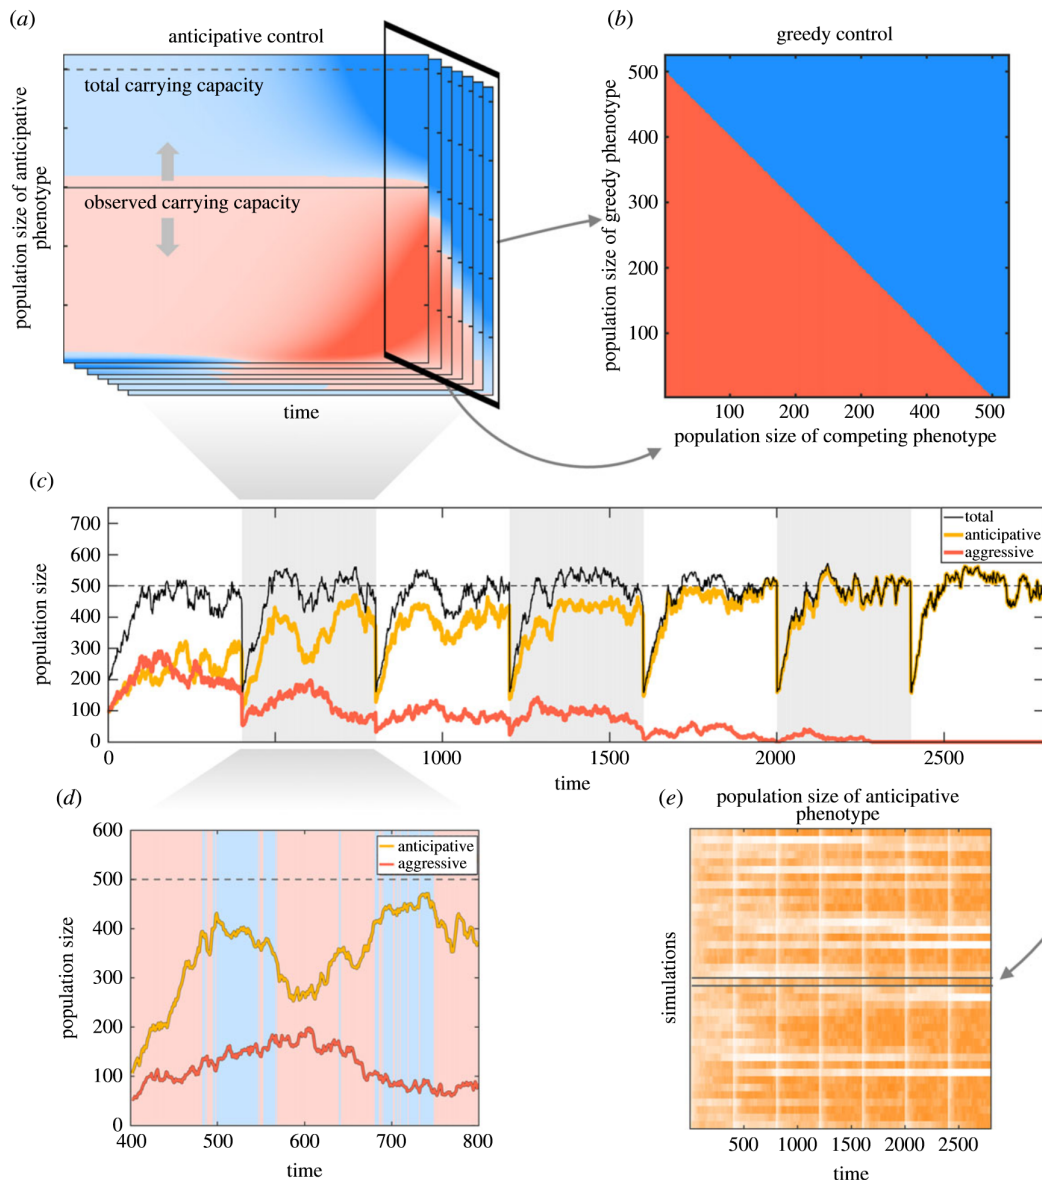 (a)
anticipative control
total carrying capacity
observed carrying capacity
population size of anticipative
phenotype
time
(b)
greedy control
500
400
300
200
100
population size of greedy phenotype
100
200
200
400
500
population size of competing phenotype
(c)
700
600
500
400
300
200
100
0
population size
total
anticipative
aggressive
0
1000
1500
2000
2500
time
(d)
600
500
400
300
200
100
0
population size
anticipative
aggressive
400
500
600
700
800
time
(e)
population size of anticipative
phenotype
simulations
500
1000
1500
2000
2500
time